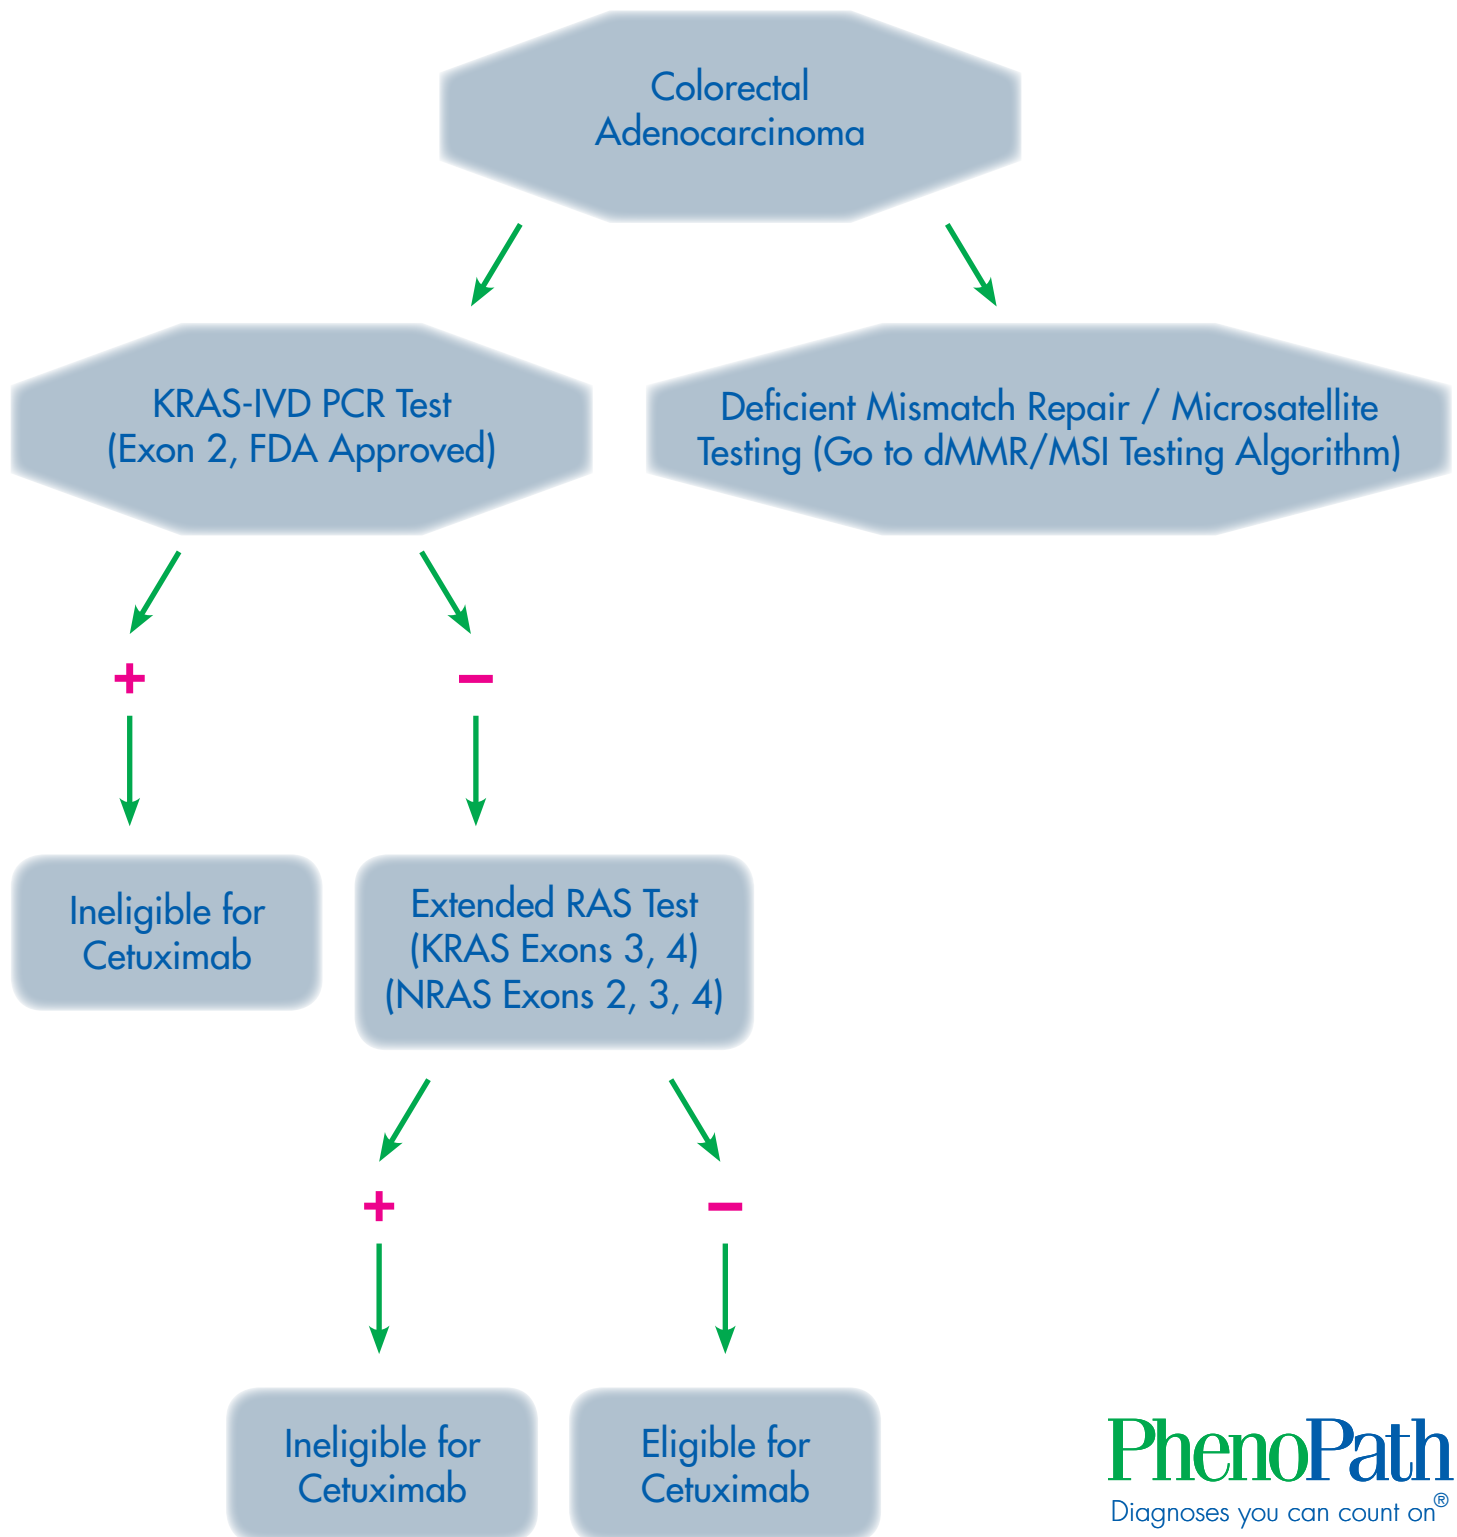 Colorectal
Adenocarcinoma
KRAS-IVD PCR Test
(Exon 2, FDA Approved)
Deficient Mismatch Repair / Microsatellite
Testing (Go to dMMR/MSI Testing Algorithm)
+
−
Ineligible for
Cetuximab
Extended RAS Test
(KRAS Exons 3, 4)
(NRAS Exons 2, 3, 4)
+
−
Ineligible for
Cetuximab
Eligible for
Cetuximab
PhenoPath
Diagnoses you can count on®